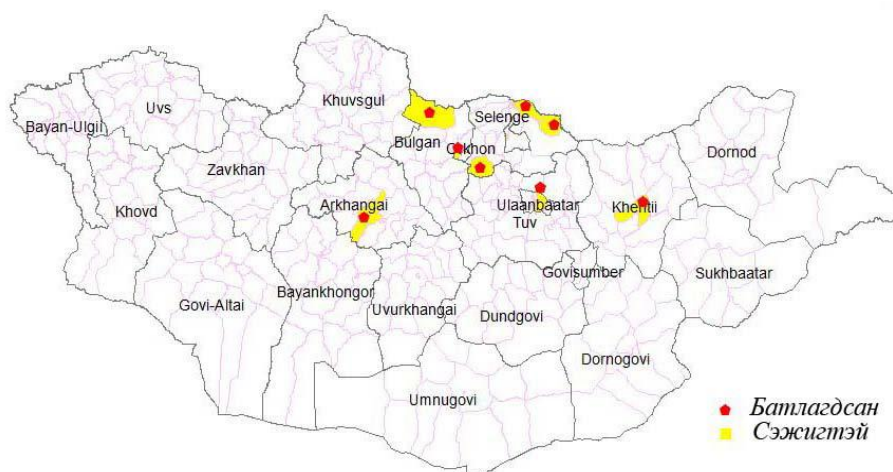 Khuvsgul
Uvs
Bayan-Ulgii
Selenge
Bulgan
Orkhon
Dornod
Zavkhan
Khovd
Arkhangai
Ulaanbaatar
Tuv
Khentii
Govisumber
Sukhbaatar
Govi-Altai
Bayankhongor
Uvurkhangai
Dundgovi
Dornogovi
Umnugovi
Батлагдсан
Сэжигтэй